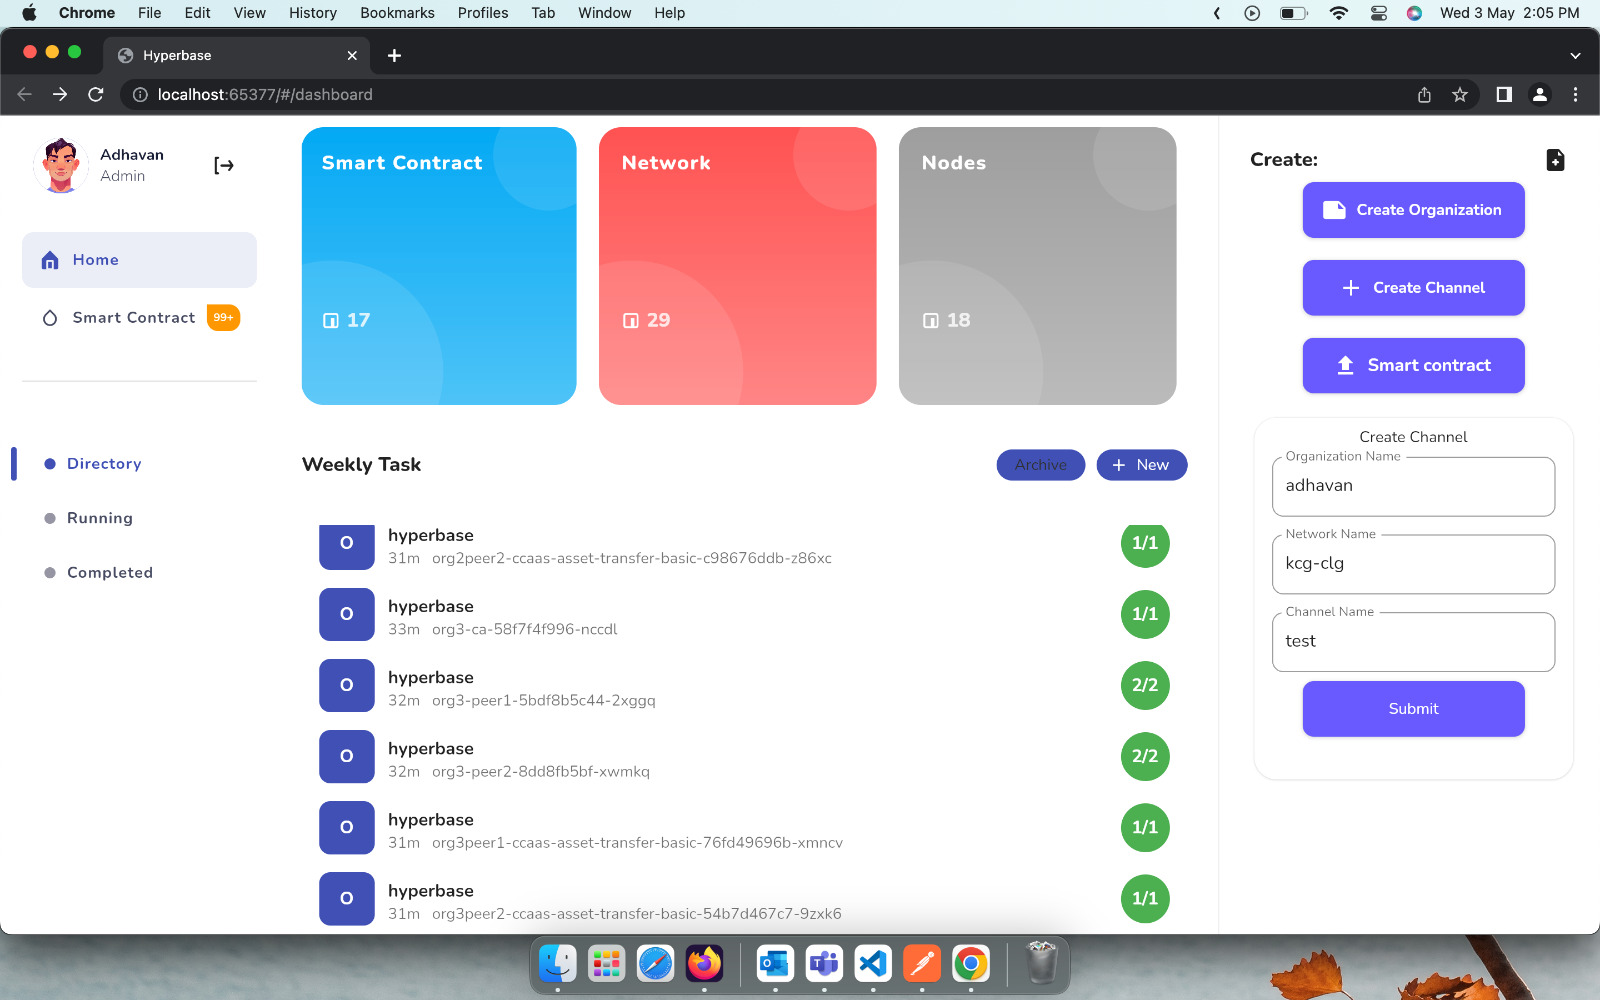 Chrome File Edit View History Bookmarks Profiles Tab Window Help Wed 3 May 2:05 PM
Hyperbase
localhost:65377/#/dashboard
Adhavan
Admin
Home
Smart Contract 99+
Directory
Running
Completed
Smart Contract
17
Network
29
Nodes
18
Weekly Task Archive + New
O hyperbase 1/1
31m org2peer2-ccaas-asset-transfer-basic-c98676ddb-z86xc
O hyperbase 1/1
33m org3-ca-58f7f4f996-nccdl
O hyperbase 2/2
32m org3-peer1-5bdf8b5c44-2xggq
O hyperbase 2/2
32m org3-peer2-8dd8fb5bf-xwmkq
O hyperbase 1/1
31m org3peer1-ccaas-asset-transfer-basic-76fd49696b-xmncv
O hyperbase 1/1
31m org3peer2-ccaas-asset-transfer-basic-54b7d467c7-9zxk6
Create:
Create Organization
+ Create Channel
Smart contract
Create Channel
Organization Name
adhavan
Network Name
kcg-clg
Channel Name
test
Submit